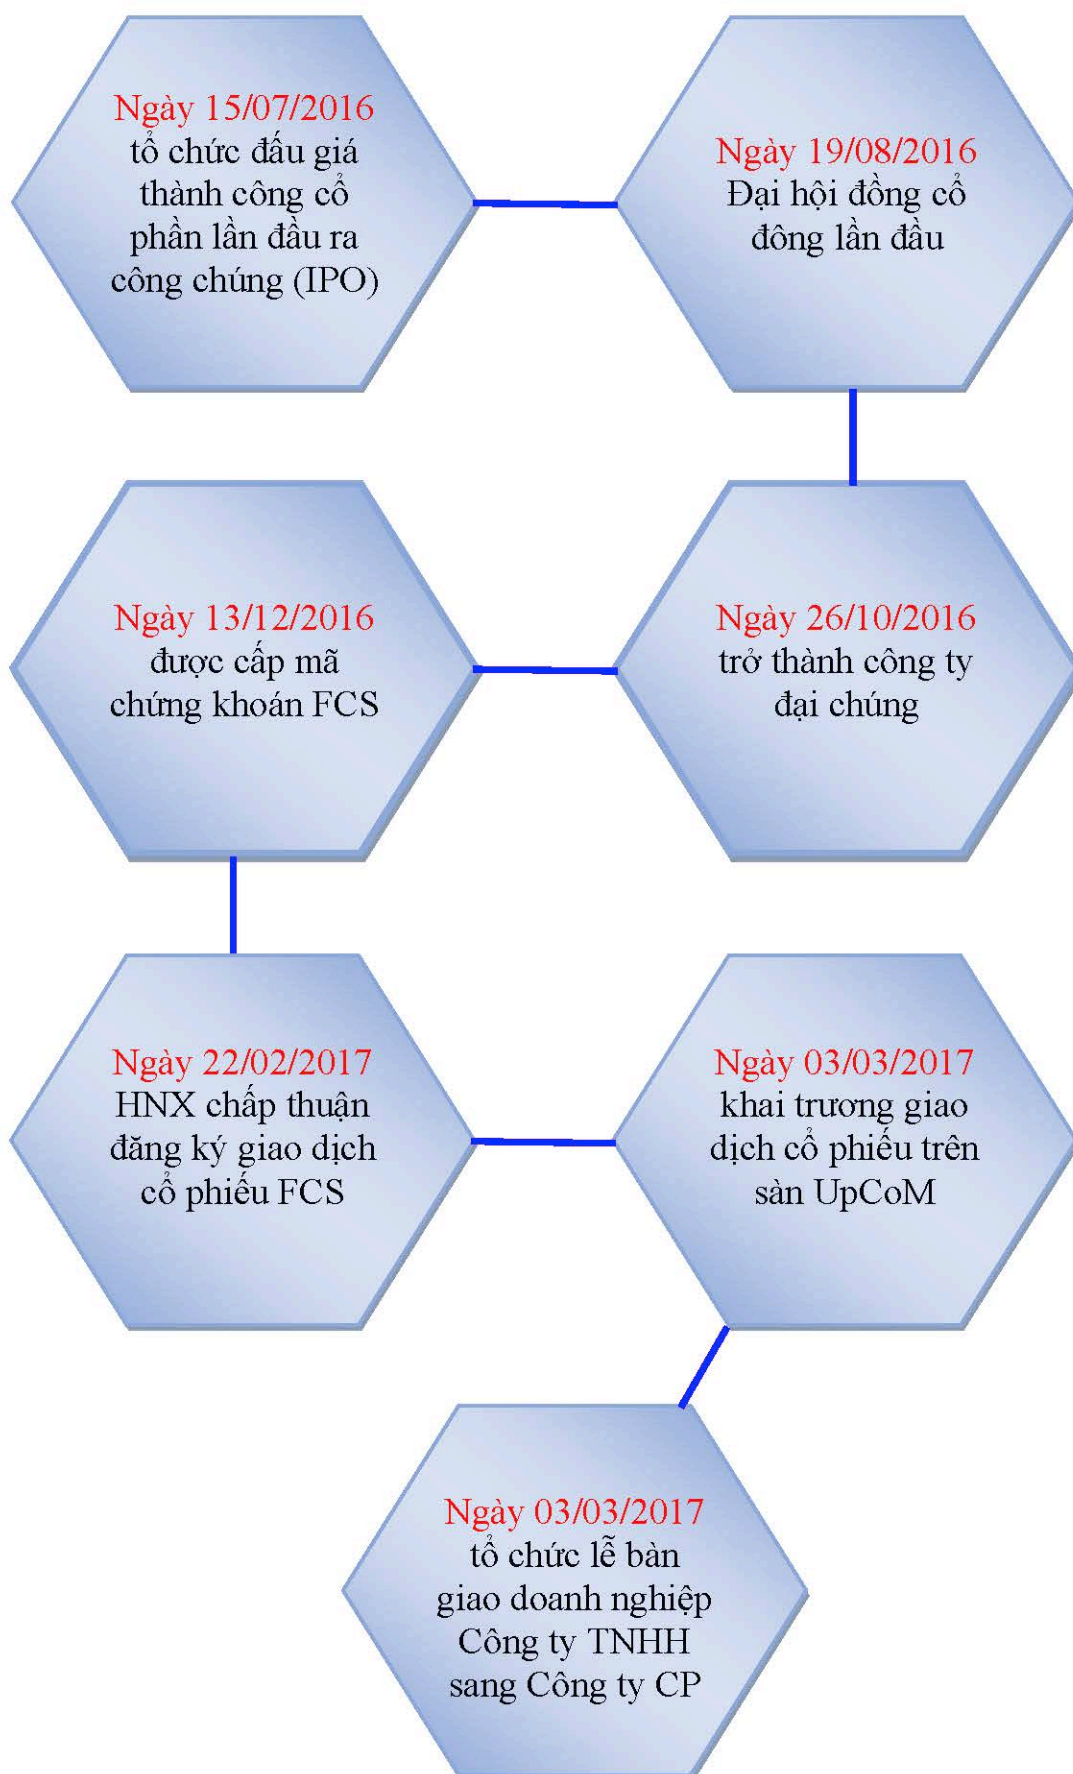 Ngày 15/07/2016
tổ chức đấu giá
thành công cổ
phần lần đầu ra
công chúng (IPO)
Ngày 19/08/2016
Đại hội đồng cổ
đông lần đầu
Ngày 26/10/2016
trở thành công ty
đại chúng
Ngày 13/12/2016
được cấp mã
chứng khoán FCS
Ngày 22/02/2017
HNX chấp thuận
đăng ký giao dịch
cổ phiếu FCS
Ngày 03/03/2017
khai trương giao
dịch cổ phiếu trên
sàn UpCoM
Ngày 03/03/2017
tổ chức lễ bàn
giao doanh nghiệp
Công ty TNHH
sang Công ty CP